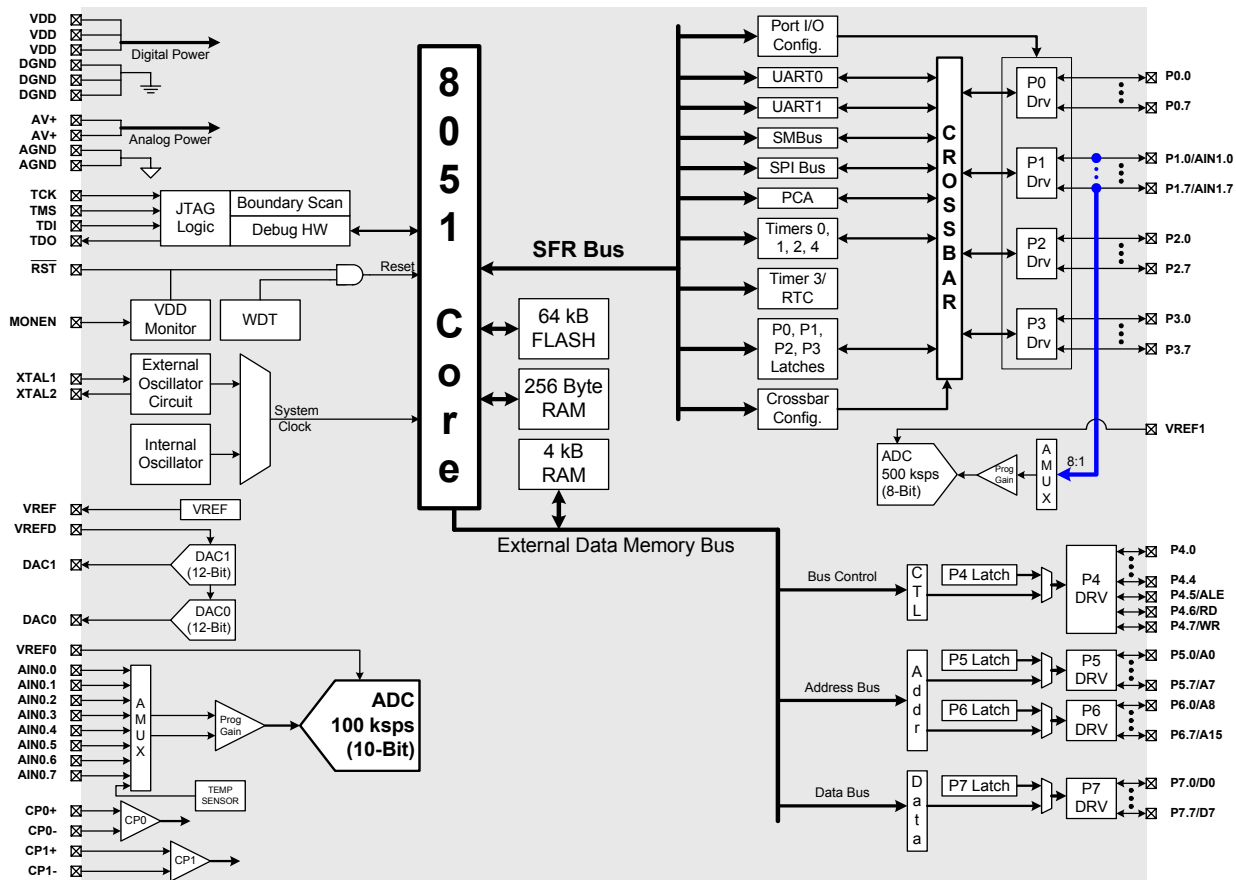 VDD
VDD
VDD
Digital Power
DGND
DGND
DGND
AV+
AV+
Analog Power
AGND
AGND
TCK
TMS
TDI
TDO
JTAG
Logic
Boundary Scan
Debug HW
RST
Reset
MONEN
VDD
Monitor
WDT
XTAL1
XTAL2
External
Oscillator
Circuit
Internal
Oscillator
System
Clock
VREF
VREF
VREFD
DAC1
DAC1
(12-Bit)
DAC0
DAC0
(12-Bit)
VREF0
AIN0.0
AIN0.1
AIN0.2
AIN0.3
AIN0.4
AIN0.5
AIN0.6
AIN0.7
AMUX
Prog
Gain
ADC
100 ksps
(10-Bit)
TEMP
SENSOR
CP0+
CP0-
CP0
CP1+
CP1-
CP1
8051 Core
SFR Bus
64 kB
FLASH
256 Byte
RAM
4 kB
RAM
External Data Memory Bus
Port I/O
Config.
UART0
UART1
SMBus
SPI Bus
PCA
Timers 0,
1, 2, 4
Timer 3/
RTC
P0, P1,
P2, P3
Latches
Crossbar
Config.
CROSSBAR
P0
Drv
P1
Drv
P2
Drv
P3
Drv
P0.0
P0.7
P1.0/AIN1.0
P1.7/AIN1.7
P2.0
P2.7
P3.0
P3.7
VREF1
ADC
500 ksps
(8-Bit)
Prog
Gain
AMUX
8:1
Bus Control
CTL
P4 Latch
P4
DRV
P4.0
P4.4
P4.5/ALE
P4.6/RD
P4.7/WR
Address Bus
Addr
P5 Latch
P5
DRV
P5.0/A0
P5.7/A7
P6 Latch
P6
DRV
P6.0/A8
P6.7/A15
Data Bus
Data
P7 Latch
P7
DRV
P7.0/D0
P7.7/D7